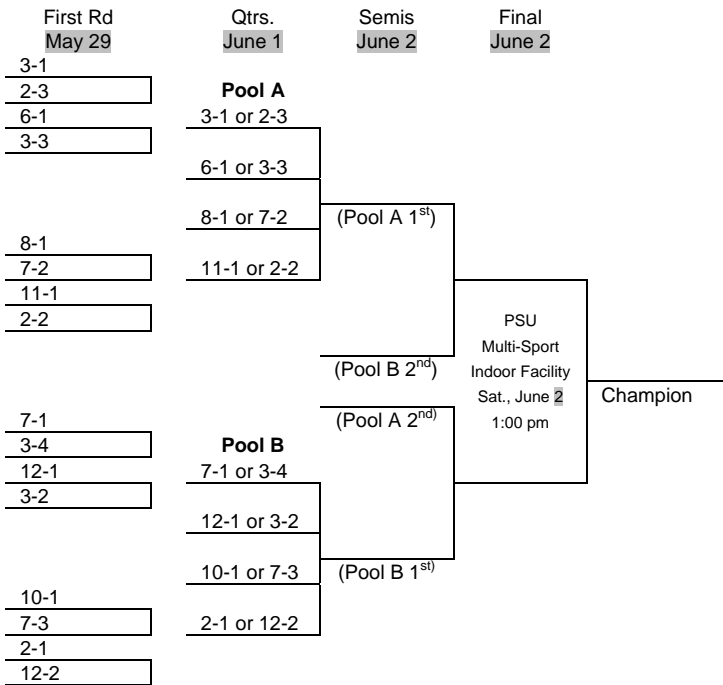 First Rd Qtrs. Semis Final
May 29 June 1 June 2 June 2
3-1
2-3 Pool A
6-1 3-1 or 2-3
3-3
6-1 or 3-3
8-1 or 7-2 (Pool A 1st)
8-1
7-2 11-1 or 2-2
11-1
2-2 PSU
Multi-Sport
(Pool B 2nd) Indoor Facility
Sat., June 2 Champion
7-1 (Pool A 2nd) 1:00 pm
3-4 Pool B
12-1 7-1 or 3-4
3-2
12-1 or 3-2
10-1 or 7-3 (Pool B 1st)
10-1
7-3 2-1 or 12-2
2-1
12-2